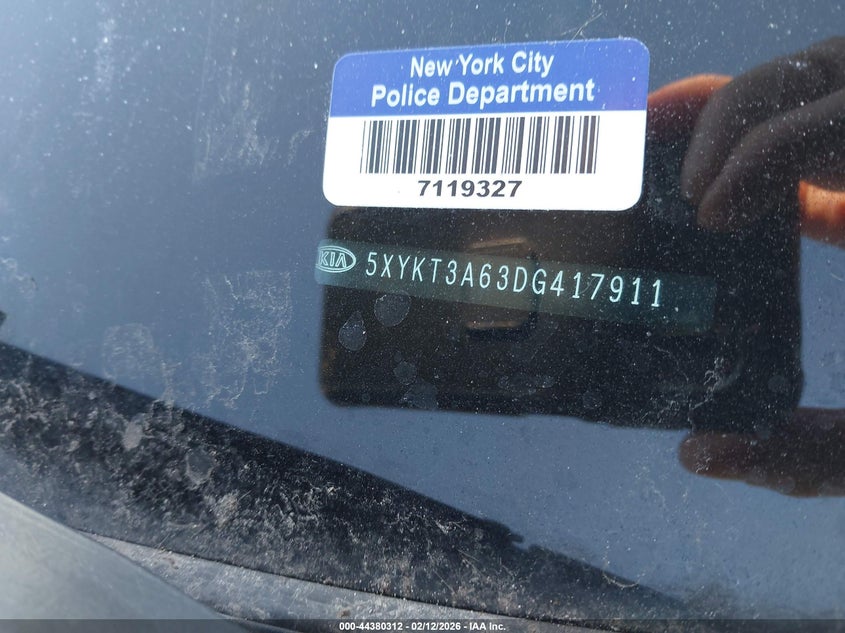 New York City
Police Department
7119327
KIA 5XYKT3A63DG417911
000-44380312 - 02/12/2026 - IAA Inc.